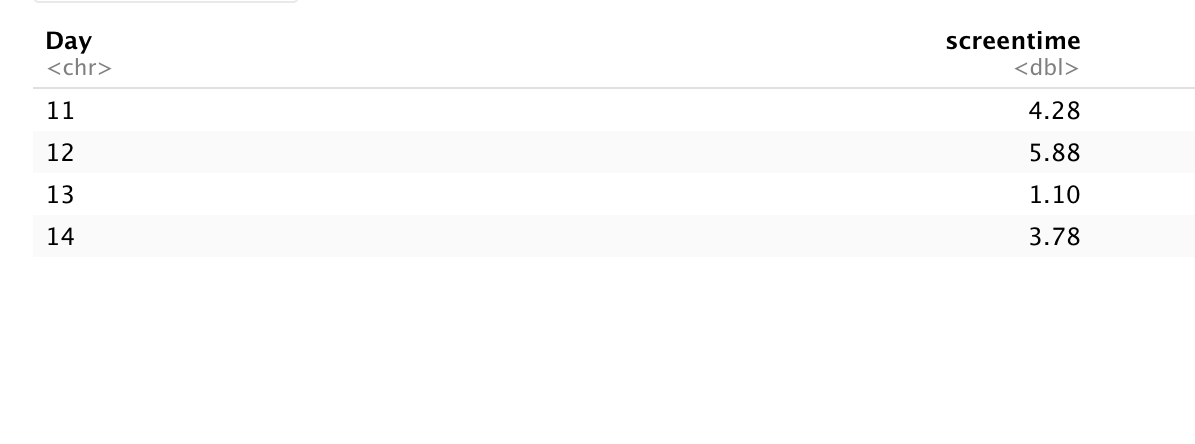 Day screentime
<chr> <dbl>
11 4.28
12 5.88
13 1.10
14 3.78